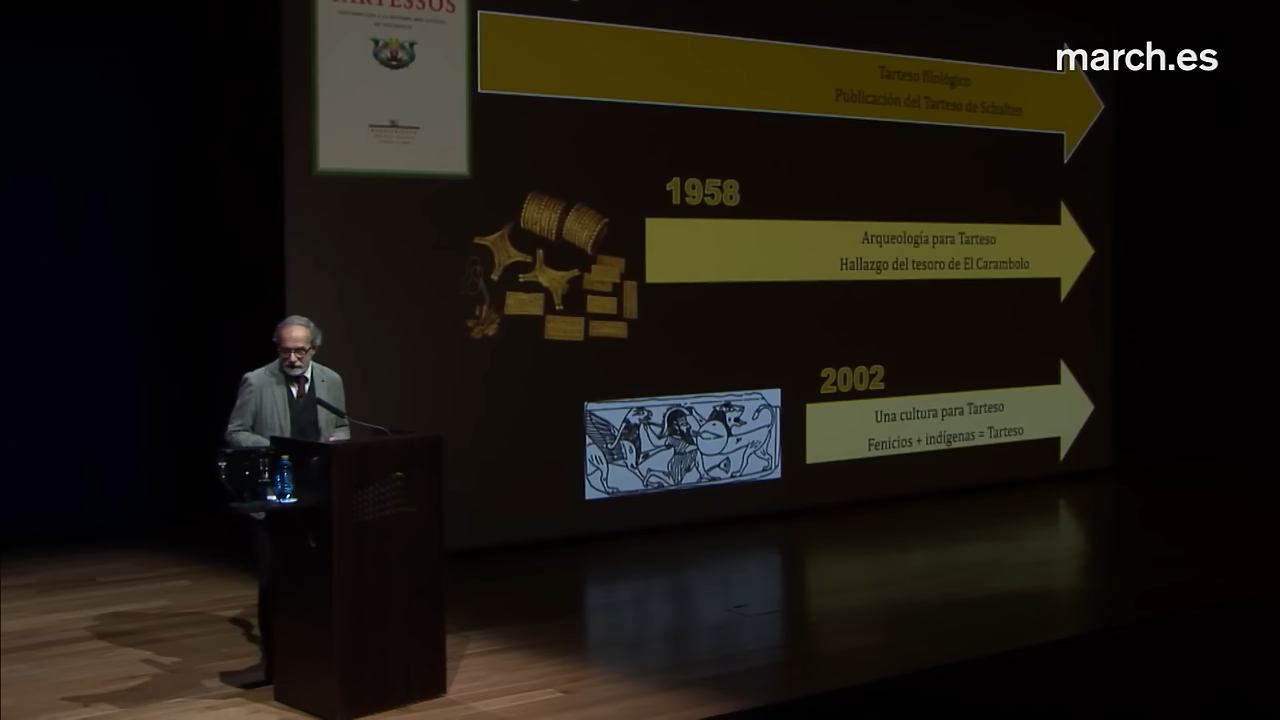 TARTESSOS
march.es
Tarteso filológico
Publicación del Tarteso de Schulten
1958
Arqueología para Tarteso
Hallazgo del tesoro de El Carambolo
2002
Una cultura para Tarteso
Fenicios + indígenas = Tarteso